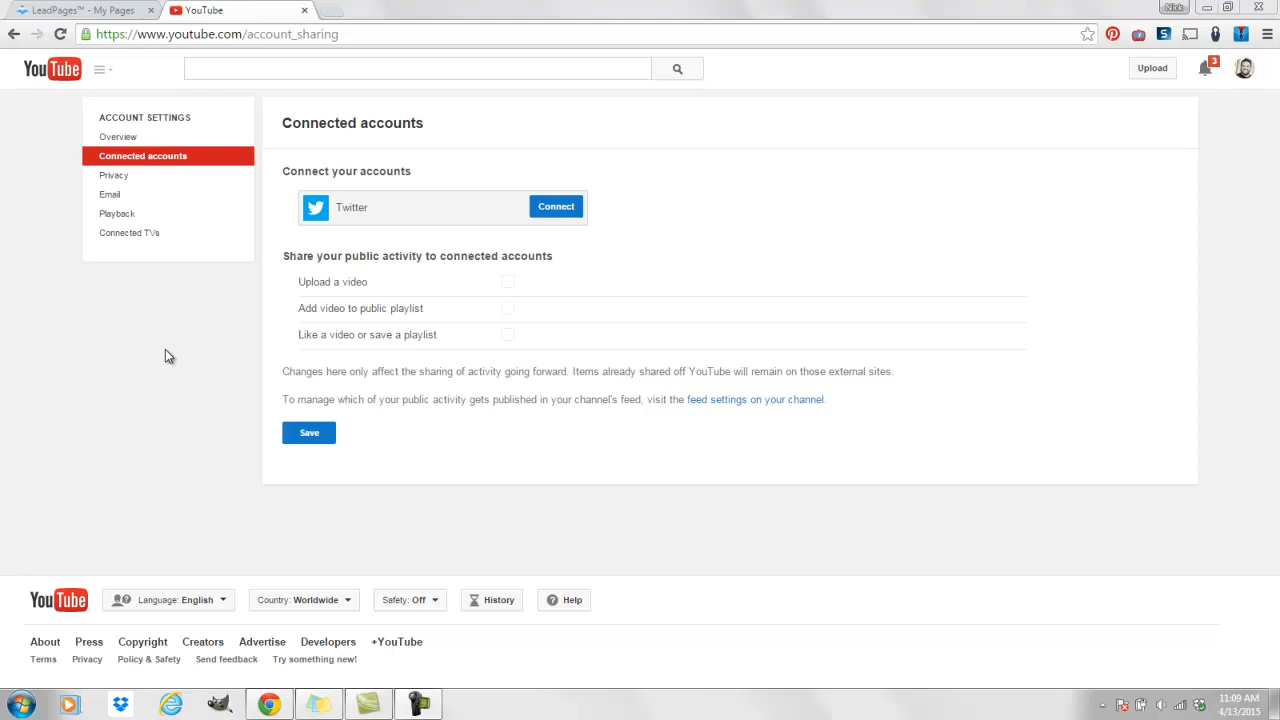 LeadPages™ - My Pages
YouTube
Nick
https://www.youtube.com/account_sharing
YouTube
Upload
3
ACCOUNT SETTINGS
Overview
Connected accounts
Privacy
Email
Playback
Connected TVs
Connected accounts
Connect your accounts
Twitter
Connect
Share your public activity to connected accounts
Upload a video
Add video to public playlist
Like a video or save a playlist
Changes here only affect the sharing of activity going forward. Items already shared off YouTube will remain on those external sites.
To manage which of your public activity gets published in your channel's feed, visit the feed settings on your channel.
Save
YouTube
Language: English
Country: Worldwide
Safety: Off
History
Help
About Press Copyright Creators Advertise Developers +YouTube
Terms Privacy Policy & Safety Send feedback Try something new!
11:09 AM
4/13/2015